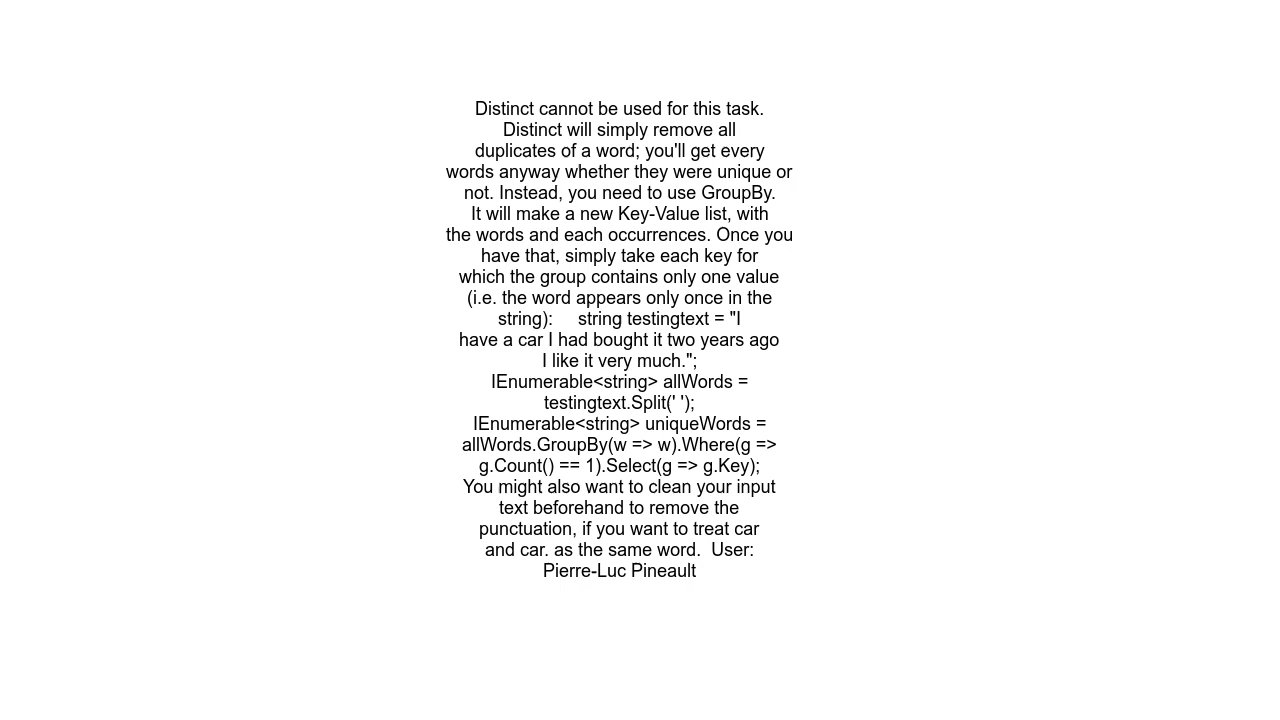 Distinct cannot be used for this task.
Distinct will simply remove all
duplicates of a word; you'll get every
words anyway whether they were unique or
not. Instead, you need to use GroupBy.
It will make a new Key-Value list, with
the words and each occurrences. Once you
have that, simply take each key for
which the group contains only one value
(i.e. the word appears only once in the
string):     string testingtext = "I
have a car I had bought it two years ago
I like it very much.";
IEnumerable<string> allWords =
testingtext.Split(' ');
IEnumerable<string> uniqueWords =
allWords.GroupBy(w => w).Where(g =>
g.Count() == 1).Select(g => g.Key);
You might also want to clean your input
text beforehand to remove the
punctuation, if you want to treat car
and car. as the same word.  User:
Pierre-Luc Pineault